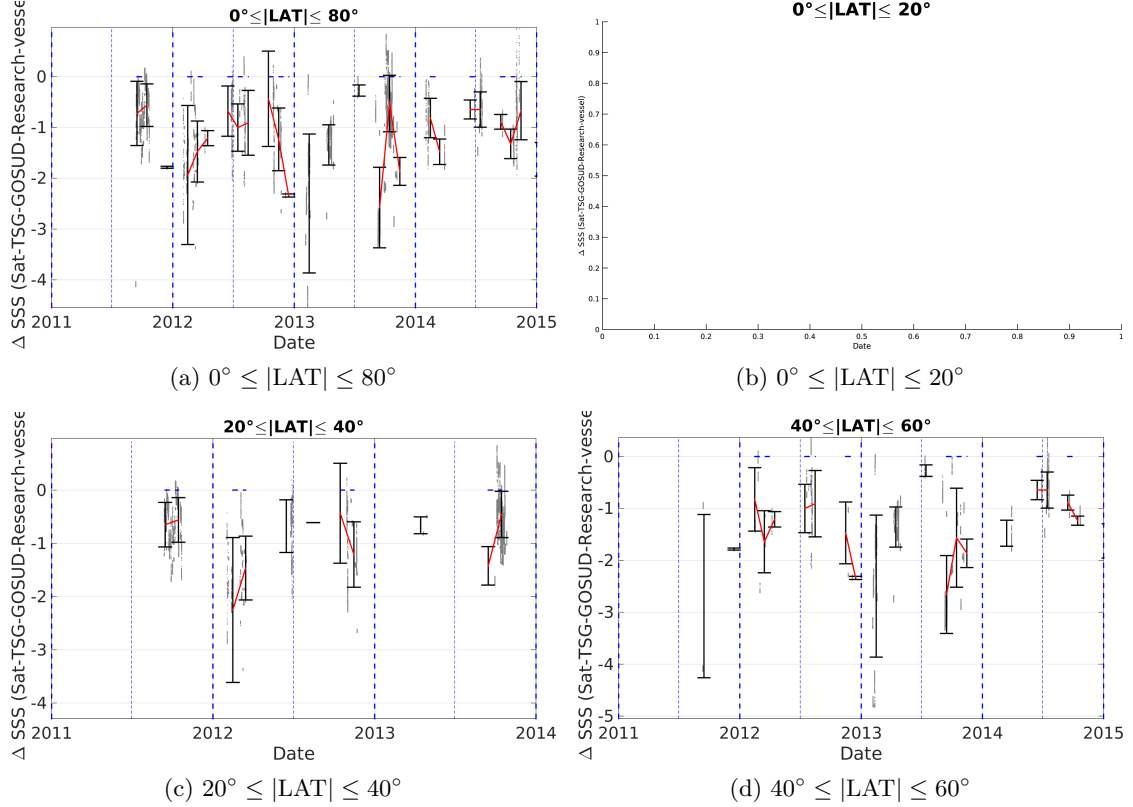 0°≤|LAT|≤ 80°
Δ SSS (Sat-TSG-GOSUD-Research-vesse
0
-1
-2
-3
-4
2011 2012 2013 2014 2015
Date
(a) 0° ≤ |LAT| ≤ 80°
0°≤|LAT|≤ 20°
Δ SSS (Sat-TSG-GOSUD-Research-vessel)
1
0.9
0.8
0.7
0.6
0.5
0.4
0.3
0.2
0.1
0
0 0.1 0.2 0.3 0.4 0.5 0.6 0.7 0.8 0.9 1
Date
(b) 0° ≤ |LAT| ≤ 20°
20°≤|LAT|≤ 40°
Δ SSS (Sat-TSG-GOSUD-Research-vesse
0
-1
-2
-3
-4
2011 2012 2013 2014
Date
(c) 20° ≤ |LAT| ≤ 40°
40°≤|LAT|≤ 60°
Δ SSS (Sat-TSG-GOSUD-Research-vesse
0
-1
-2
-3
-4
-5
2011 2012 2013 2014 2015
Date
(d) 40° ≤ |LAT| ≤ 60°